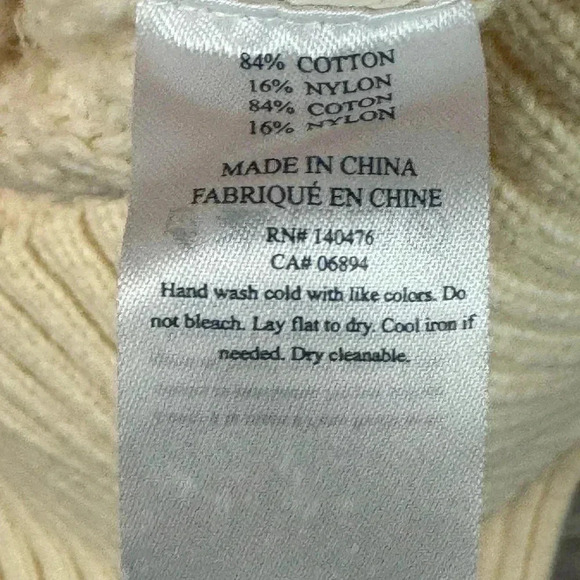 84% COTTON
16% NYLON
84% COTON
16% NYLON
MADE IN CHINA
FABRIQUÉ EN CHINE
RN# 140476
CA# 06894
Hand wash cold with like colors. Do
not bleach. Lay flat to dry. Cool iron if
needed. Dry cleanable.